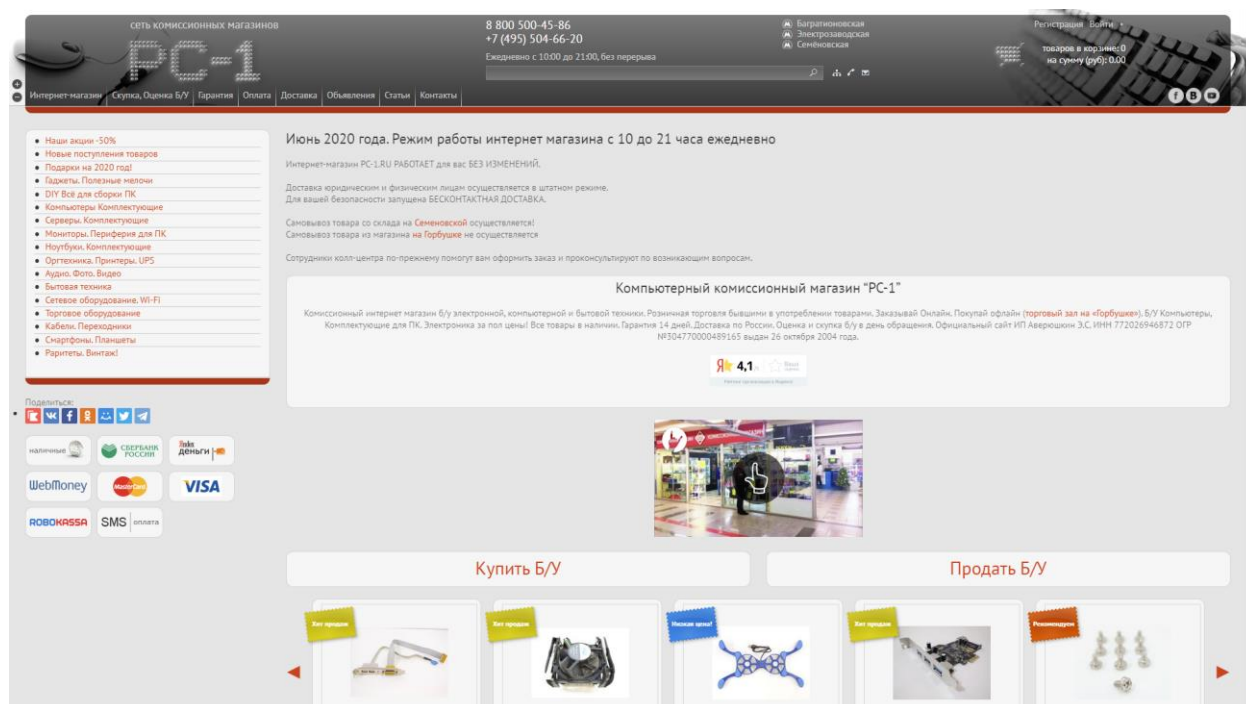 сеть комиссионных магазинов
PC-1
8 800 500-45-86
+7 (495) 504-66-20
Ежедневно с 10:00 до 21:00, без перерыва
Багратионовская
Электрозаводская
Семёновская
Регистрация Войти
товаров в корзине: 0
на сумму (руб): 0.00
Интернет-магазин Скупка, Оценка Б/У Гарантия Оплата Доставка Объявления Статьи Контакты
Наши акции -50%
Новые поступления товаров
Подарки на 2020 год!
Гаджеты. Полезные мелочи
DIY Всё для сборки ПК
Компьютеры Комплектующие
Серверы. Комплектующие
Мониторы. Периферия для ПК
Ноутбуки. Комплектующие
Оргтехника. Принтеры. UPS
Аудио. Фото. Видео
Бытовая техника
Сетевое оборудование. Wi-Fi
Торговое оборудование
Кабели. Переходники
Смартфоны. Планшеты
Раритеты. Винтаж!
Поделиться:
наличные СБЕРБАНК РОССИИ Яndex деньги
WebMoney MasterCard VISA
ROBOKASSA SMS оплата
Июнь 2020 года. Режим работы интернет магазина с 10 до 21 часа ежедневно
Интернет-магазин PC-1.RU РАБОТАЕТ для вас БЕЗ ИЗМЕНЕНИЙ.
Доставка юридическим и физическим лицам осуществляется в штатном режиме.
Для вашей безопасности запущена БЕСКОНТАКТНАЯ ДОСТАВКА.
Самовывоз товара со склада на Семеновской осуществляется!
Самовывоз товара из магазина на Горбушке не осуществляется
Сотрудники колл-центра по-прежнему помогут вам оформить заказ и проконсультируют по возникающим вопросам.
Компьютерный комиссионный магазин "PC-1"
Комиссионный интернет магазин б/у электронной, компьютерной и бытовой техники. Розничная торговля бывшими в употреблении товарами. Заказывай Онлайн. Покупай офлайн (торговый зал на «Горбушке»). Б/У Компьютеры,
Комплектующие для ПК. Электроника за пол цены! Все товары в наличии. Гарантия 14 дней. Доставка по России. Оценка и скупка б/у в день обращения. Официальный сайт ИП Аверюшкин Э.С. ИНН 772026946872 ОГР
№304770000489165 выдан 26 октября 2004 года.
Я 4,1
Рейтинг организации в Яндексе
Купить Б/У
Продать Б/У
Хит продаж
Хит продаж
Низкая цена!
Хит продаж
Рекомендуем